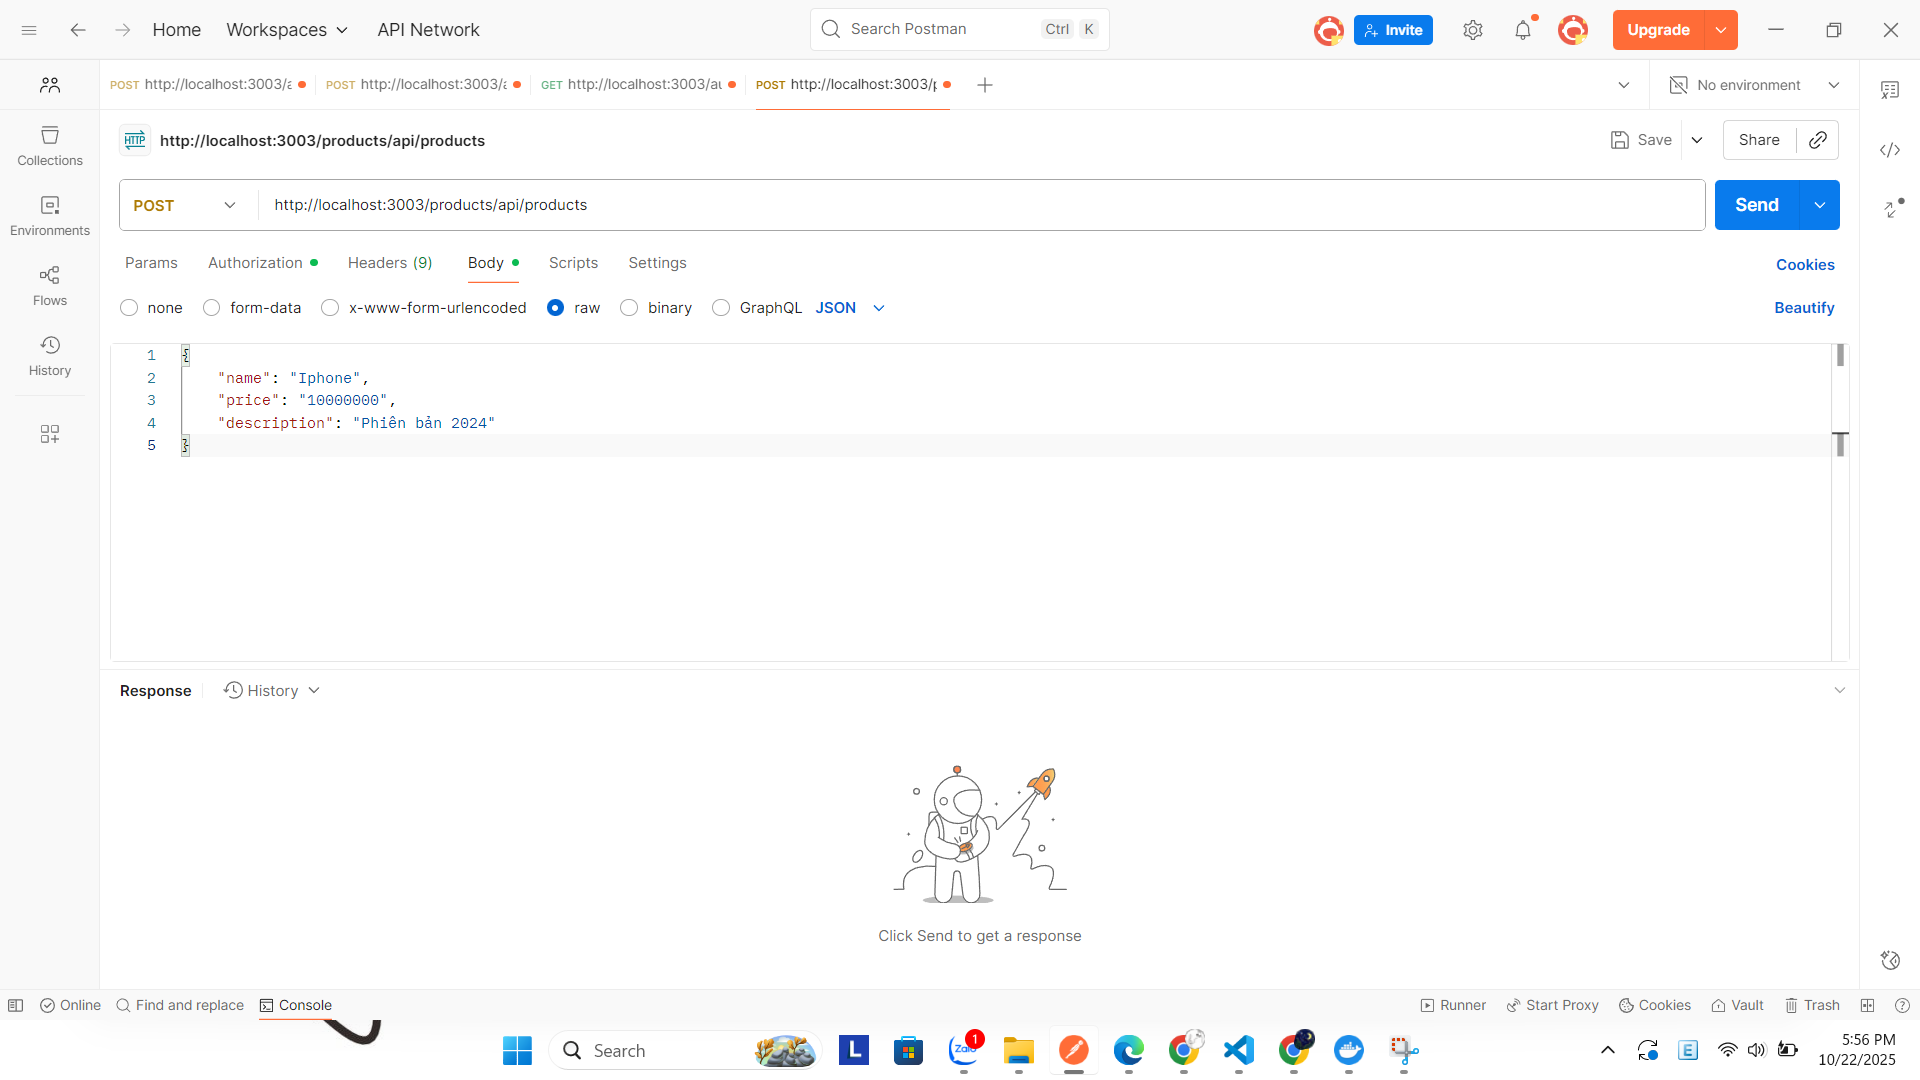 Home Workspaces API Network Search Postman Ctrl K Invite Upgrade
POST http://localhost:3003/a POST http://localhost:3003/a GET http://localhost:3003/au POST http://localhost:3003/p No environment
HTTP http://localhost:3003/products/api/products Save Share
Collections
POST http://localhost:3003/products/api/products Send
Environments
Params Authorization Headers (9) Body Scripts Settings Cookies
Flows
none form-data x-www-form-urlencoded raw binary GraphQL JSON Beautify
History
1 {
2 "name": "Iphone",
3 "price": "10000000",
4 "description": "Phiên bản 2024"
5 }
Response History
Click Send to get a response
Online Find and replace Console Runner Start Proxy Cookies Vault Trash
Search L Zalo 1 E 5:56 PM
10/22/2025